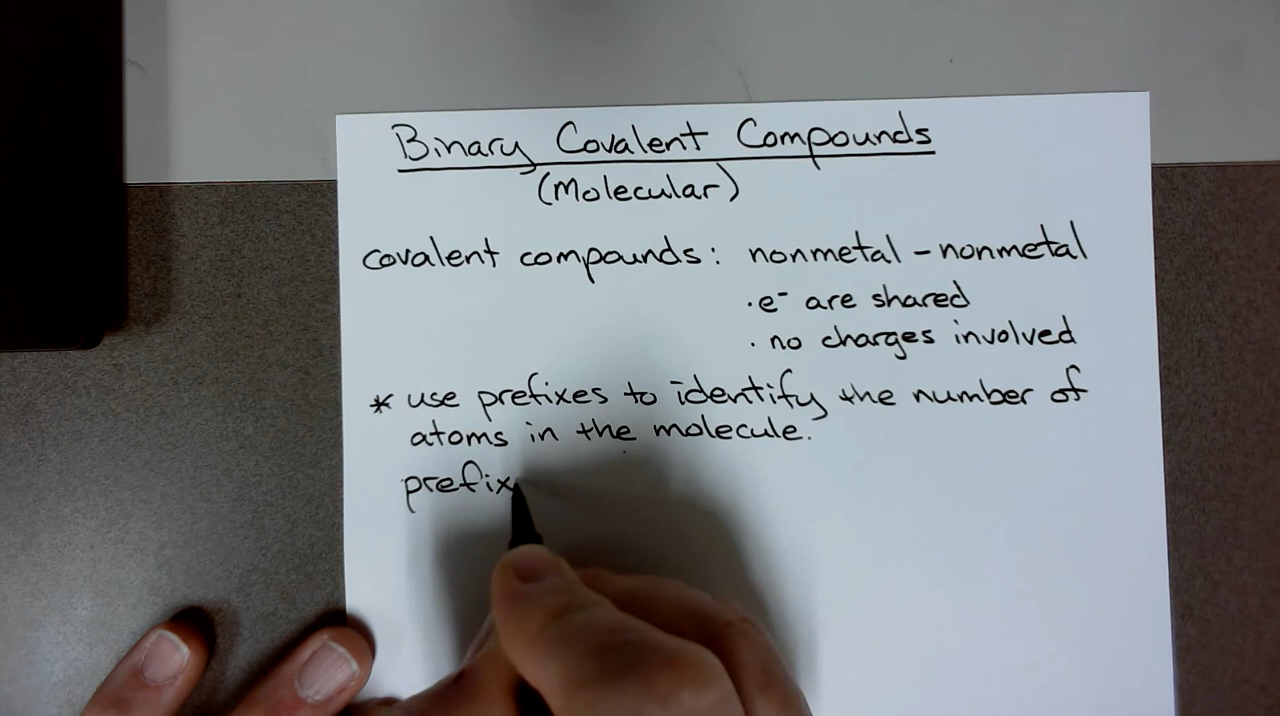 Binary Covalent Compounds
(Molecular)
covalent compounds: nonmetal - nonmetal
· e⁻ are shared
· no charges involved
* use prefixes to identify the number of
atoms in the molecule.
prefix